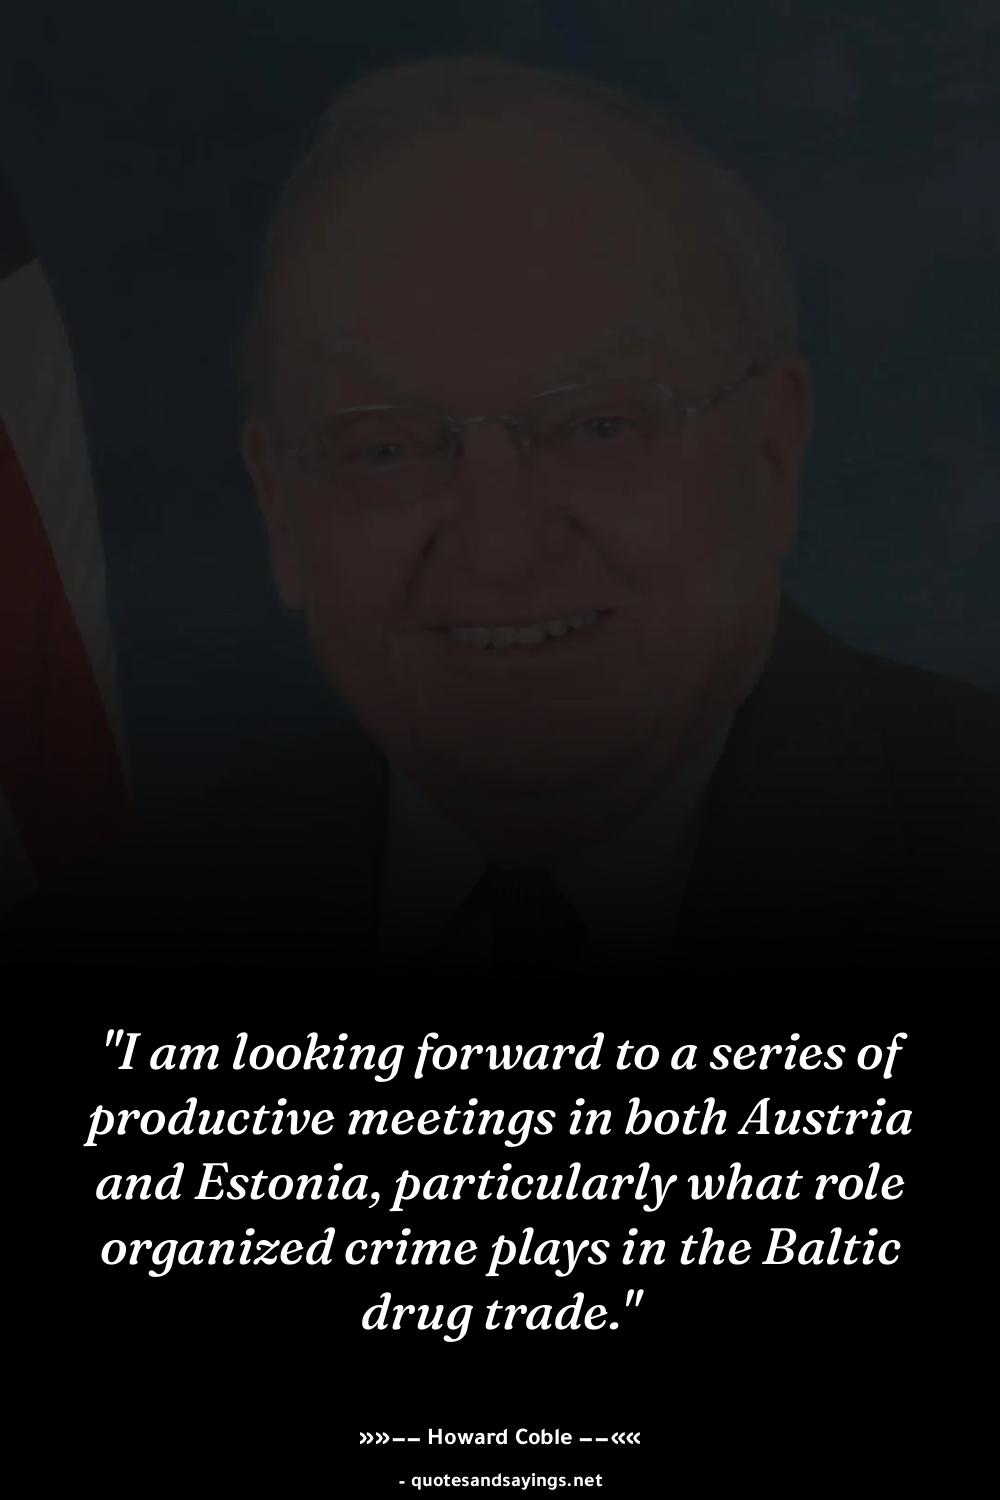 "I am looking forward to a series of
productive meetings in both Austria
and Estonia, particularly what role
organized crime plays in the Baltic
drug trade."
»»–– Howard Coble ––««
- quotesandsayings.net